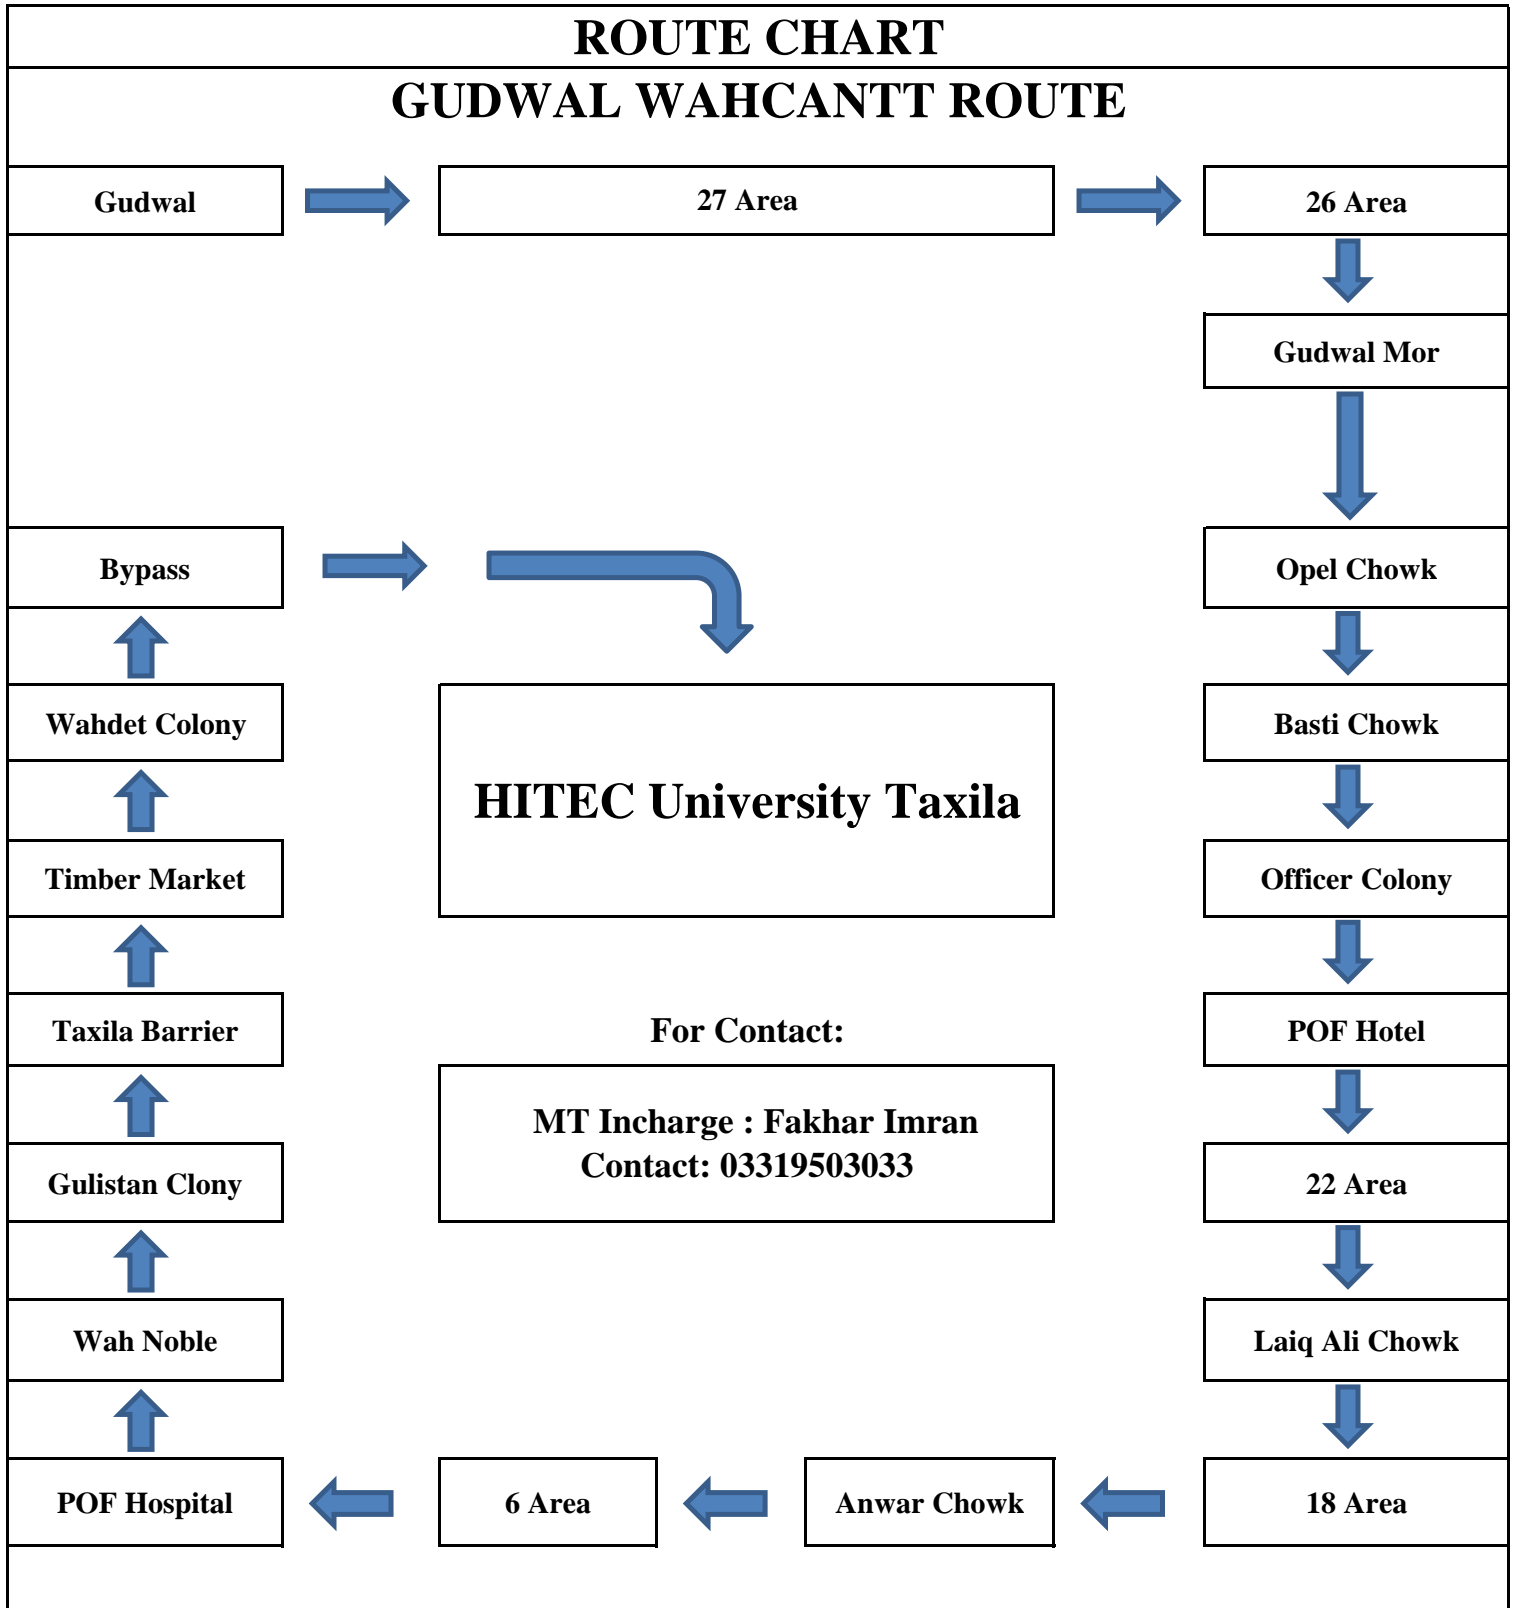 ROUTE CHART
GUDWAL WAHCANTT ROUTE
Gudwal
27 Area
26 Area
Gudwal Mor
Opel Chowk
Basti Chowk
Officer Colony
POF Hotel
22 Area
Laiq Ali Chowk
18 Area
Anwar Chowk
6 Area
POF Hospital
Wah Noble
Gulistan Clony
Taxila Barrier
Timber Market
Wahdet Colony
Bypass
HITEC University Taxila
For Contact:
MT Incharge : Fakhar Imran
Contact: 03319503033